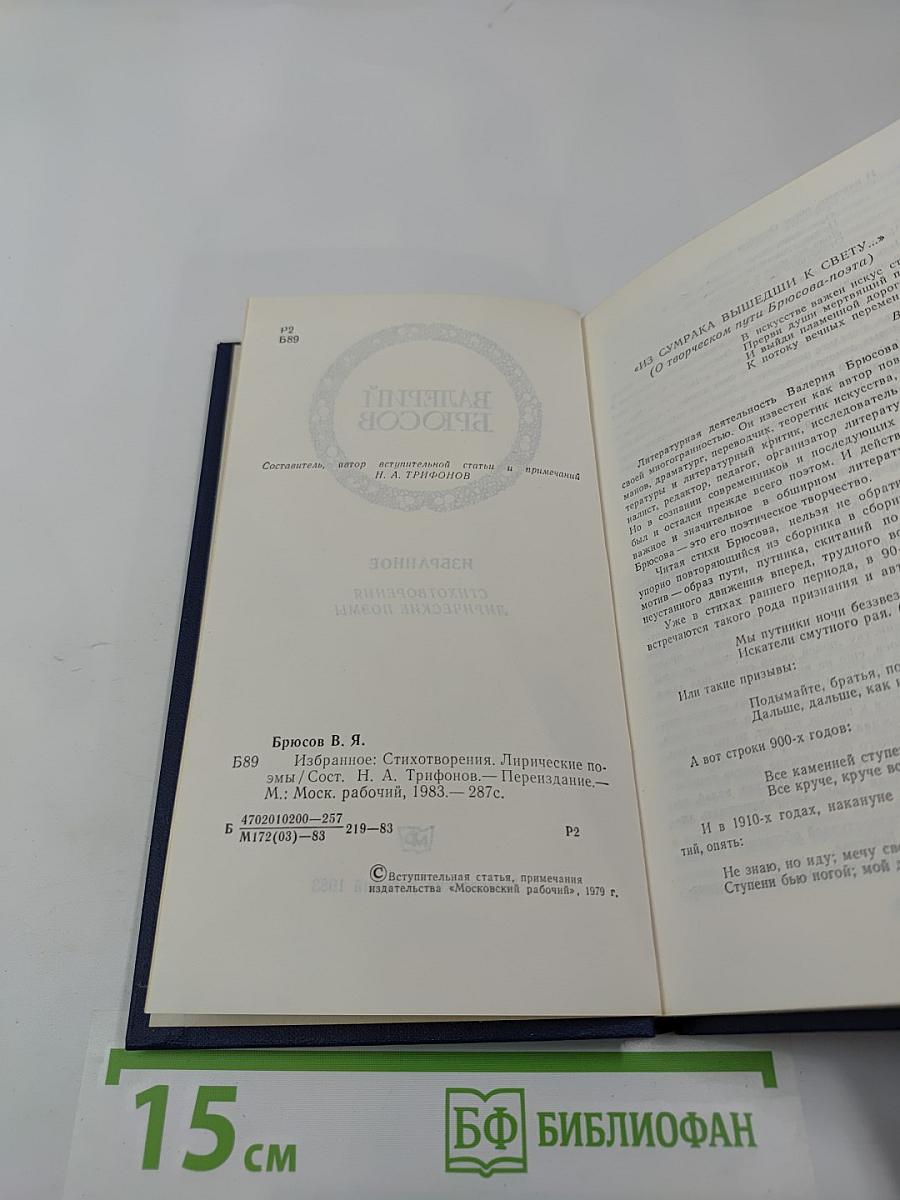 Р2
Б89
ВАЛЕРИЙ
БРЮСОВ
Составитель, автор вступительной статьи и примечаний
Н. А. ТРИФОНОВ
ИЗБРАННОЕ
СТИХОТВОРЕНИЯ
ЛИРИЧЕСКИЕ ПОЭМЫ
Брюсов В. Я.
Б89 Избранное: Стихотворения. Лирические по-
эмы / Сост. Н. А. Трифонов.— Переиздание.—
М.: Моск. рабочий, 1983.— 287с.
Б 4702010200—257
М172(03)—83 219—83 Р2
© Вступительная статья, примечания
издательства «Московский рабочий», 1979 г.
«ИЗ СУМРАКА ВЫШЕДШИ К СВЕТУ...»
(О творческом пути Брюсова-поэта)
В искусстве важен искус
Прерви души мертвящий
И выйди пламенной
К потоку вечных
Литературная деятельность Валерия Брюсова
своей многогранностью. Он известен как автор
манов, драматург, переводчик, теоретик искусства,
тературы и литературный критик, исследователь
налист, редактор, педагог, организатор
Но в сознании современников и последующих
был и остался прежде всего поэтом. И
важное и значительное в обширном
Брюсова — это его поэтическое творчество.
Читая стихи Брюсова, нельзя не
упорно повторяющийся из сборника в
мотив — образ пути, путника, скитаний по
неустанного движения вперед, трудного
Уже в стихах раннего периода, в 90-
встречаются такого рода признания и
Мы путники ночи
Искатели смутного рая.
Или такие призывы:
Подымайте, братья,
Дальше, дальше, как
А вот строки 900-х годов:
Все каменней
Все круче, круче
И в 1910-х годах, накануне
тий, опять:
Не знаю, но иду; мечу
Ступени бью ногой; мой
15 см
БФ БИБЛИОФАН